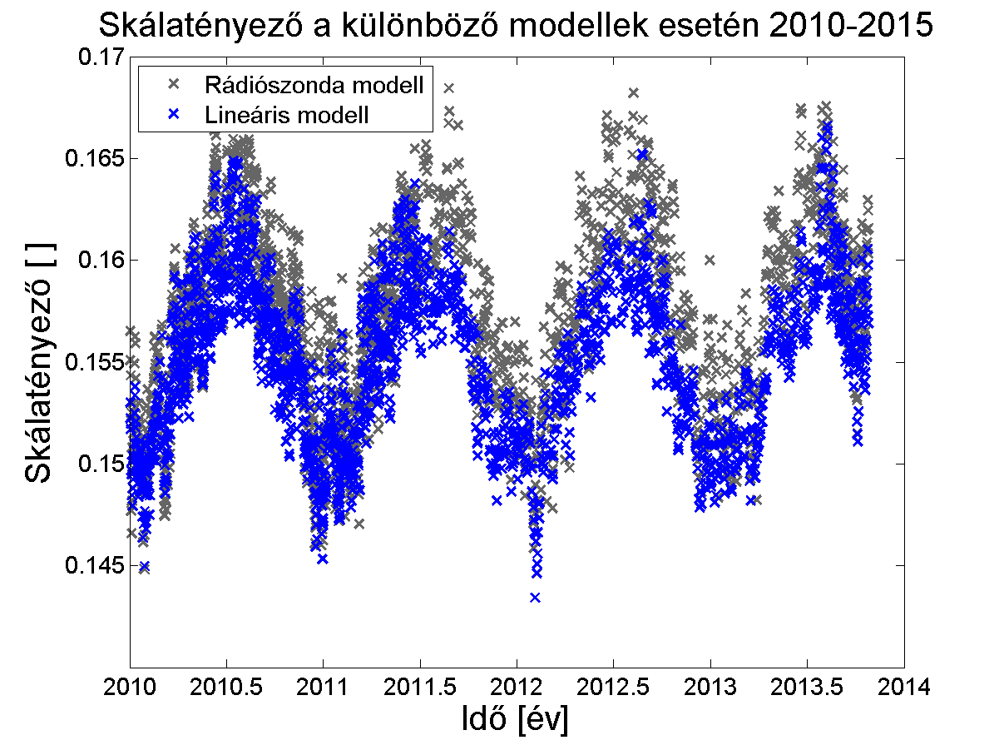 Skálatényező a különböző modellek esetén 2010-2015
0.17
Rádiószonda modell
Lineáris modell
0.165
0.16
0.155
0.15
0.145
Skálatényező [ ]
2010 2010.5 2011 2011.5 2012 2012.5 2013 2013.5 2014
Idő [év]